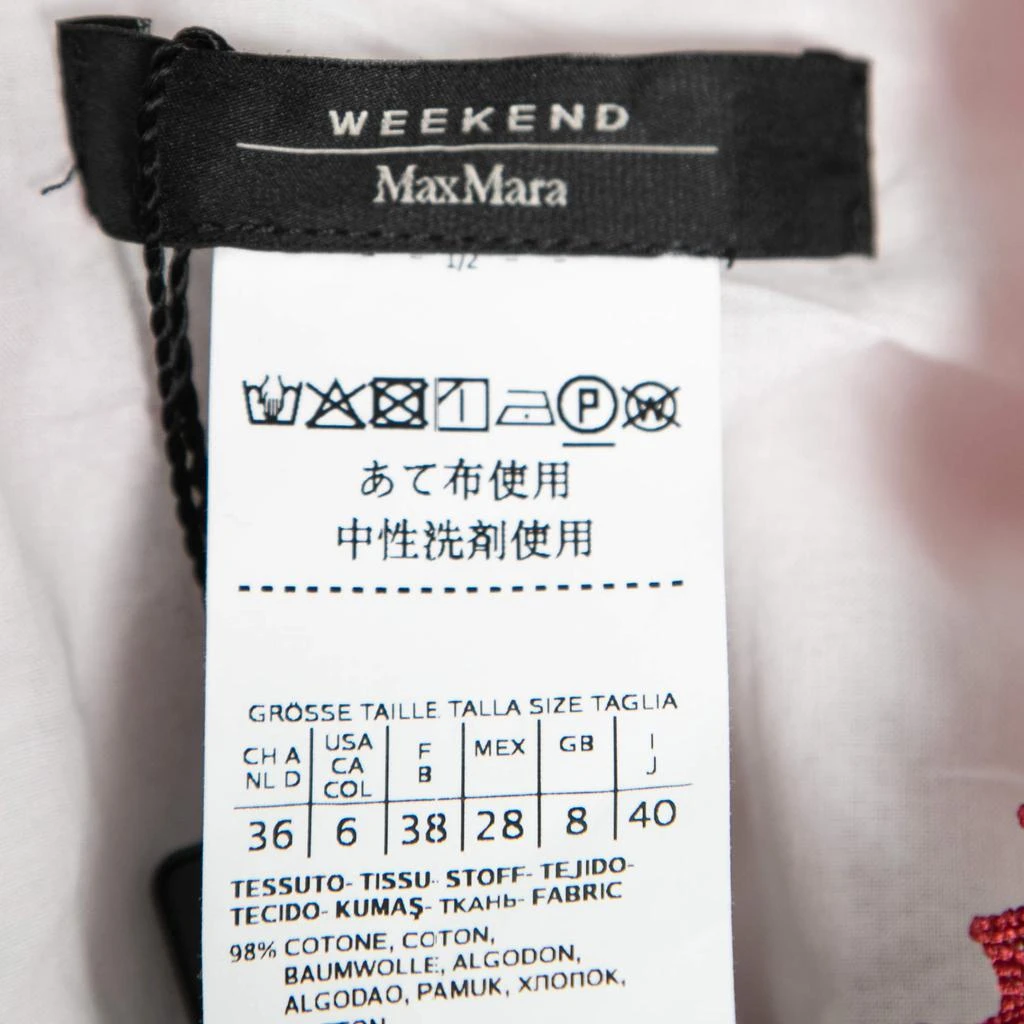 WEEKEND
MaxMara
1/2
P W
あて布使用
中性洗剤使用
GRÖSSE TAILLE TALLA SIZE TAGLIA
CH A NL D USA CA COL F B MEX GB I J
36 6 38 28 8 40
TESSUTO- TISSU- STOFF- TEJIDO-
TECIDO- KUMAŞ- ТКАНЬ- FABRIC
98% COTONE, COTON,
BAUMWOLLE, ALGODON,
ALGODAO, PAMUK, ХЛОПОК,